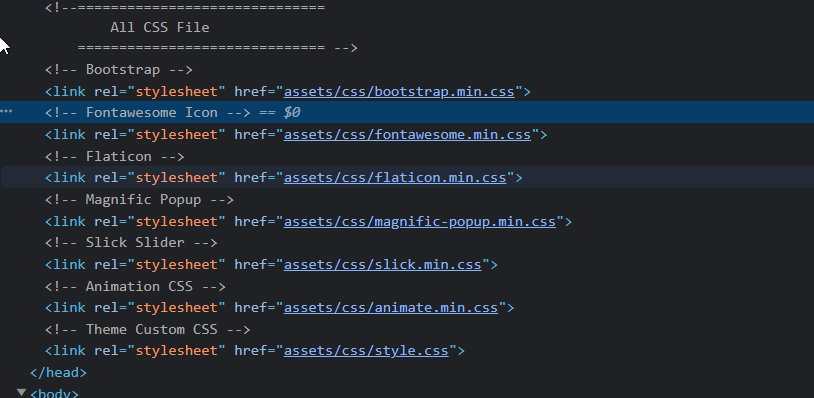 <!--==============================
All CSS File
============================== -->
<!-- Bootstrap -->
<link rel="stylesheet" href="assets/css/bootstrap.min.css">
<!-- Fontawesome Icon --> == $0
<link rel="stylesheet" href="assets/css/fontawesome.min.css">
<!-- Flaticon -->
<link rel="stylesheet" href="assets/css/flaticon.min.css">
<!-- Magnific Popup -->
<link rel="stylesheet" href="assets/css/magnific-popup.min.css">
<!-- Slick Slider -->
<link rel="stylesheet" href="assets/css/slick.min.css">
<!-- Animation CSS -->
<link rel="stylesheet" href="assets/css/animate.min.css">
<!-- Theme Custom CSS -->
<link rel="stylesheet" href="assets/css/style.css">
</head>
<body>